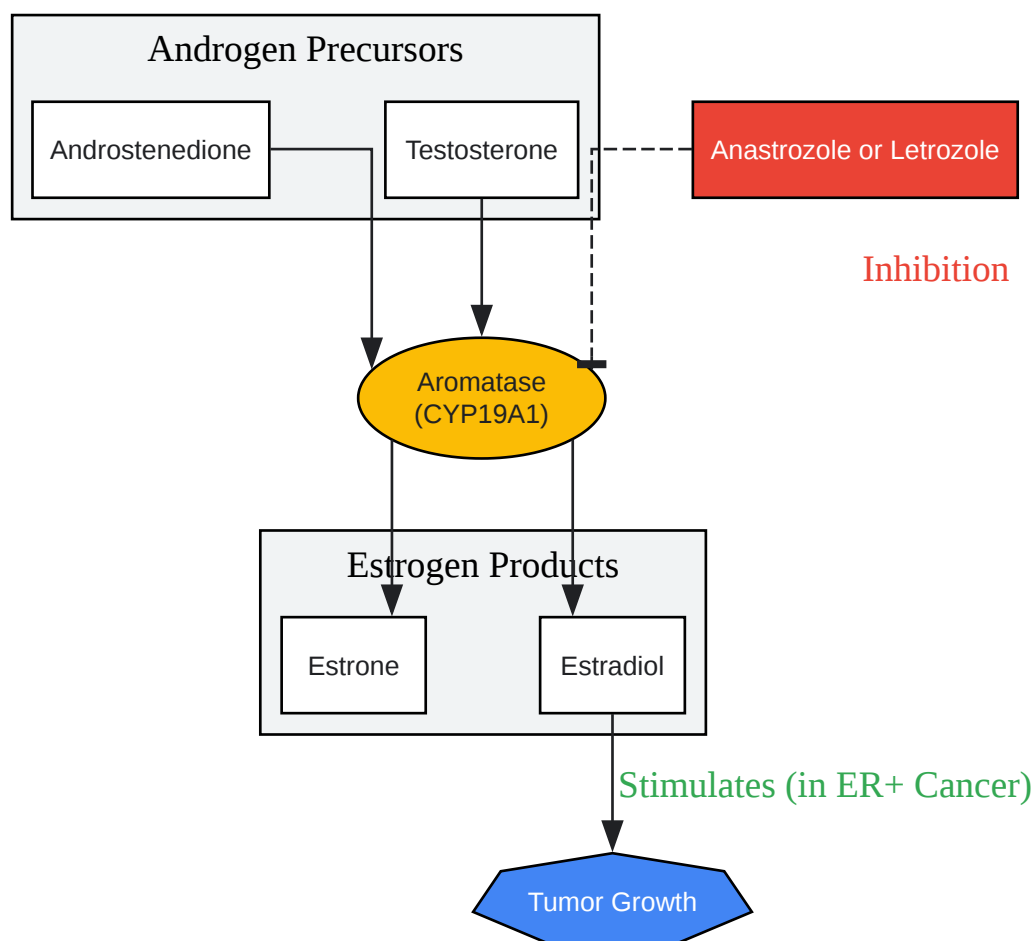 Androgen Precursors
Androstenedione
Testosterone
Anastrozole or Letrozole
Inhibition
Aromatase
(CYP19A1)
Estrogen Products
Estrone
Estradiol
Stimulates (in ER+ Cancer)
Tumor Growth